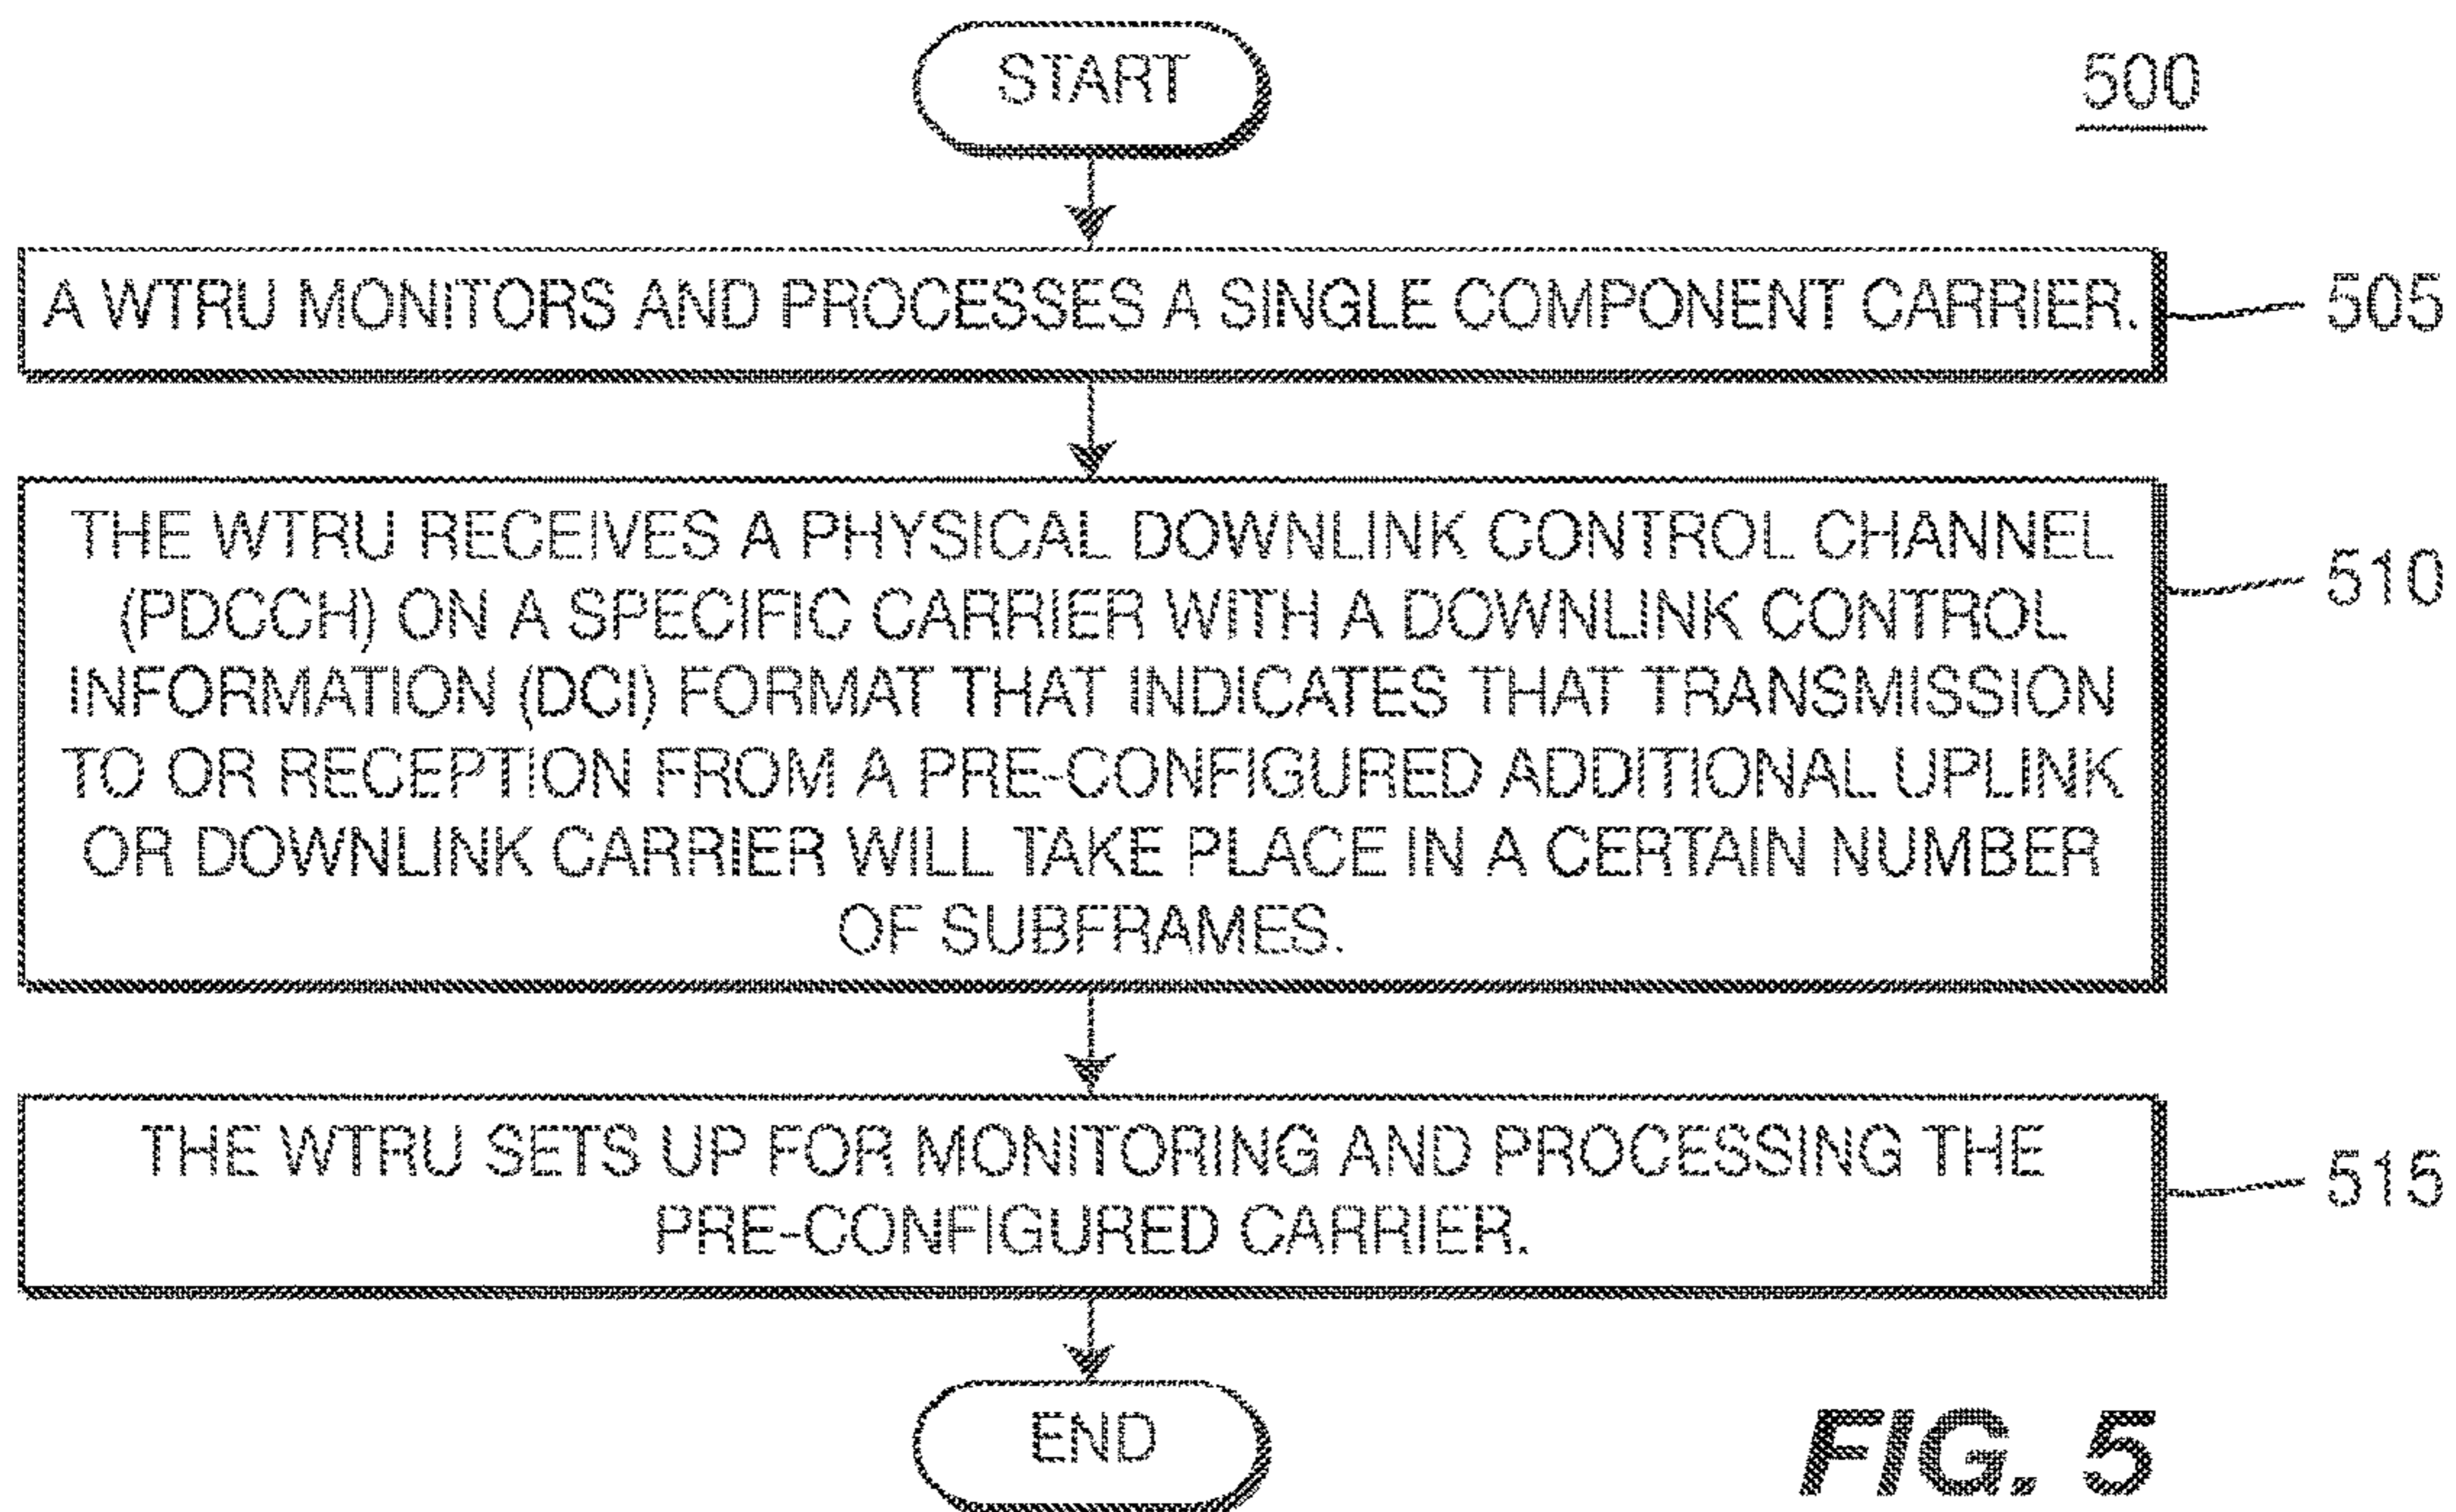 START
500
A WTRU MONITORS AND PROCESSES A SINGLE COMPONENT CARRIER.
505
THE WTRU RECEIVES A PHYSICAL DOWNLINK CONTROL CHANNEL
(PDCCH) ON A SPECIFIC CARRIER WITH A DOWNLINK CONTROL
INFORMATION (DCI) FORMAT THAT INDICATES THAT TRANSMISSION
TO OR RECEPTION FROM A PRE-CONFIGURED ADDITIONAL UPLINK
OR DOWNLINK CARRIER WILL TAKE PLACE IN A CERTAIN NUMBER
OF SUBFRAMES.
510
THE WTRU SETS UP FOR MONITORING AND PROCESSING THE
PRE-CONFIGURED CARRIER.
515
END
FIG. 5